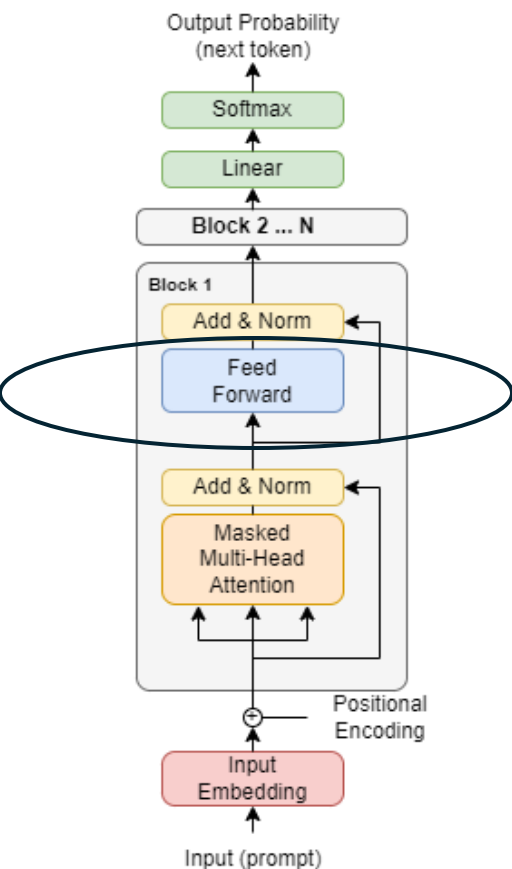 Output Probability
(next token)
Softmax
Linear
Block 2 ... N
Block 1
Add & Norm
Feed
Forward
Add & Norm
Masked
Multi-Head
Attention
Positional
Encoding
Input
Embedding
Input (prompt)